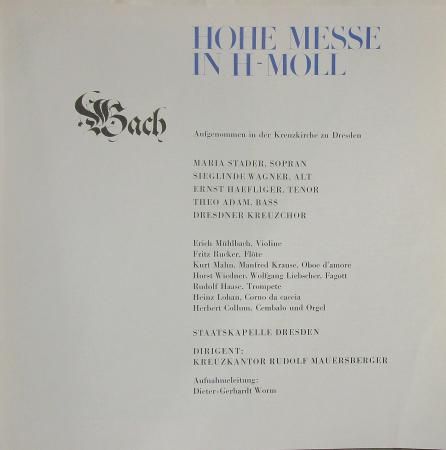 HOHE MESSE
IN H-MOLL
Bach
Aufgenommen in der Kreuzkirche zu Dresden
MARIA STADER, SOPRAN
SIEGLINDE WAGNER, ALT
ERNST HAEFLIGER, TENOR
THEO ADAM, BASS
DRESDNER KREUZCHOR
Erich Mühlbach, Violine
Fritz Rucker, Flöte
Kurt Mahn, Manfred Krause, Oboe d'amore
Horst Wiedner, Wolfgang Liebscher, Fagott
Rudolf Haase, Trompete
Heinz Lohan, Corno da caccia
Herbert Collum, Cembalo und Orgel
STAATSKAPELLE DRESDEN
DIRIGENT:
KREUZKANTOR RUDOLF MAUERSBERGER
Aufnahmeleitung:
Dieter-Gerhardt Worm